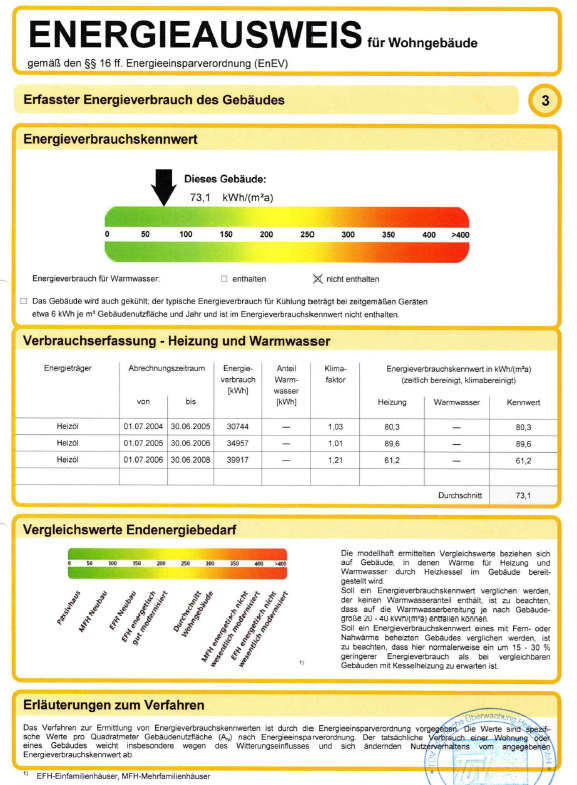 ENERGIEAUSWEIS für Wohngebäude
gemäß den §§ 16 ff. Energieeinsparverordnung (EnEV)
Erfasster Energieverbrauch des Gebäudes
3
Energieverbrauchskennwert
Dieses Gebäude:
73,1 kWh/(m²a)
0 50 100 150 200 250 300 350 400 >400
Energieverbrauch für Warmwasser: ☐ enthalten ☒ nicht enthalten
☐ Das Gebäude wird auch gekühlt; der typische Energieverbrauch für Kühlung beträgt bei zeitgemäßen Geräten
etwa 6 kWh je m² Gebäudenutzfläche und Jahr und ist im Energieverbrauchskennwert nicht enthalten.
Verbrauchserfassung - Heizung und Warmwasser
Energieträger Abrechnungszeitraum Energie- Anteil Klima- Energieverbrauchskennwert in kWh/(m²a)
verbrauch Warm- faktor (zeitlich bereinigt, klimabereinigt)
[kWh] wasser
von bis [kWh] Heizung Warmwasser Kennwert
Heizöl 01.07.2004 30.06.2005 30744 — 1,03 80,3 — 80,3
Heizöl 01.07.2005 30.06.2006 34957 — 1,01 89,6 — 89,6
Heizöl 01.07.2006 30.06.2008 39917 — 1,21 61,2 — 61,2
Durchschnitt 73,1
Vergleichswerte Endenergiebedarf
0 50 100 150 200 250 300 350 400 >400
Passivhaus
MFH Neubau
EFH Neubau
EFH energetisch
gut modernisiert
Durchschnitt
Wohngebäude
MFH energetisch nicht
wesentlich modernisiert
EFH energetisch nicht
wesentlich modernisiert
1)
Die modellhaft ermittelten Vergleichswerte beziehen sich
auf Gebäude, in denen Wärme für Heizung und
Warmwasser durch Heizkessel im Gebäude bereit-
gestellt wird.
Soll ein Energieverbrauchskennwert verglichen werden,
der keinen Warmwasseranteil enthält, ist zu beachten,
dass auf die Warmwasserbereitung je nach Gebäude-
größe 20 - 40 kWh/(m²a) entfallen können.
Soll ein Energieverbrauchskennwert eines mit Fern- oder
Nahwärme beheizten Gebäudes verglichen werden, ist
zu beachten, dass hier normalerweise ein um 15 - 30 %
geringerer Energieverbrauch als bei vergleichbaren
Gebäuden mit Kesselheizung zu erwarten ist.
Erläuterungen zum Verfahren
Das Verfahren zur Ermittlung von Energieverbrauchskennwerten ist durch die Energieeinsparverordnung vorgegeben. Die Werte sind spezifi-
sche Werte pro Quadratmeter Gebäudenutzfläche (Aₙ) nach Energieeinsparverordnung. Der tatsächliche Verbrauch einer Wohnung oder
eines Gebäudes weicht insbesondere wegen des Witterungseinflusses und sich ändernden Nutzerverhaltens vom angegebenen
Energieverbrauchskennwert ab.
1) EFH-Einfamilienhäuser, MFH-Mehrfamilienhäuser